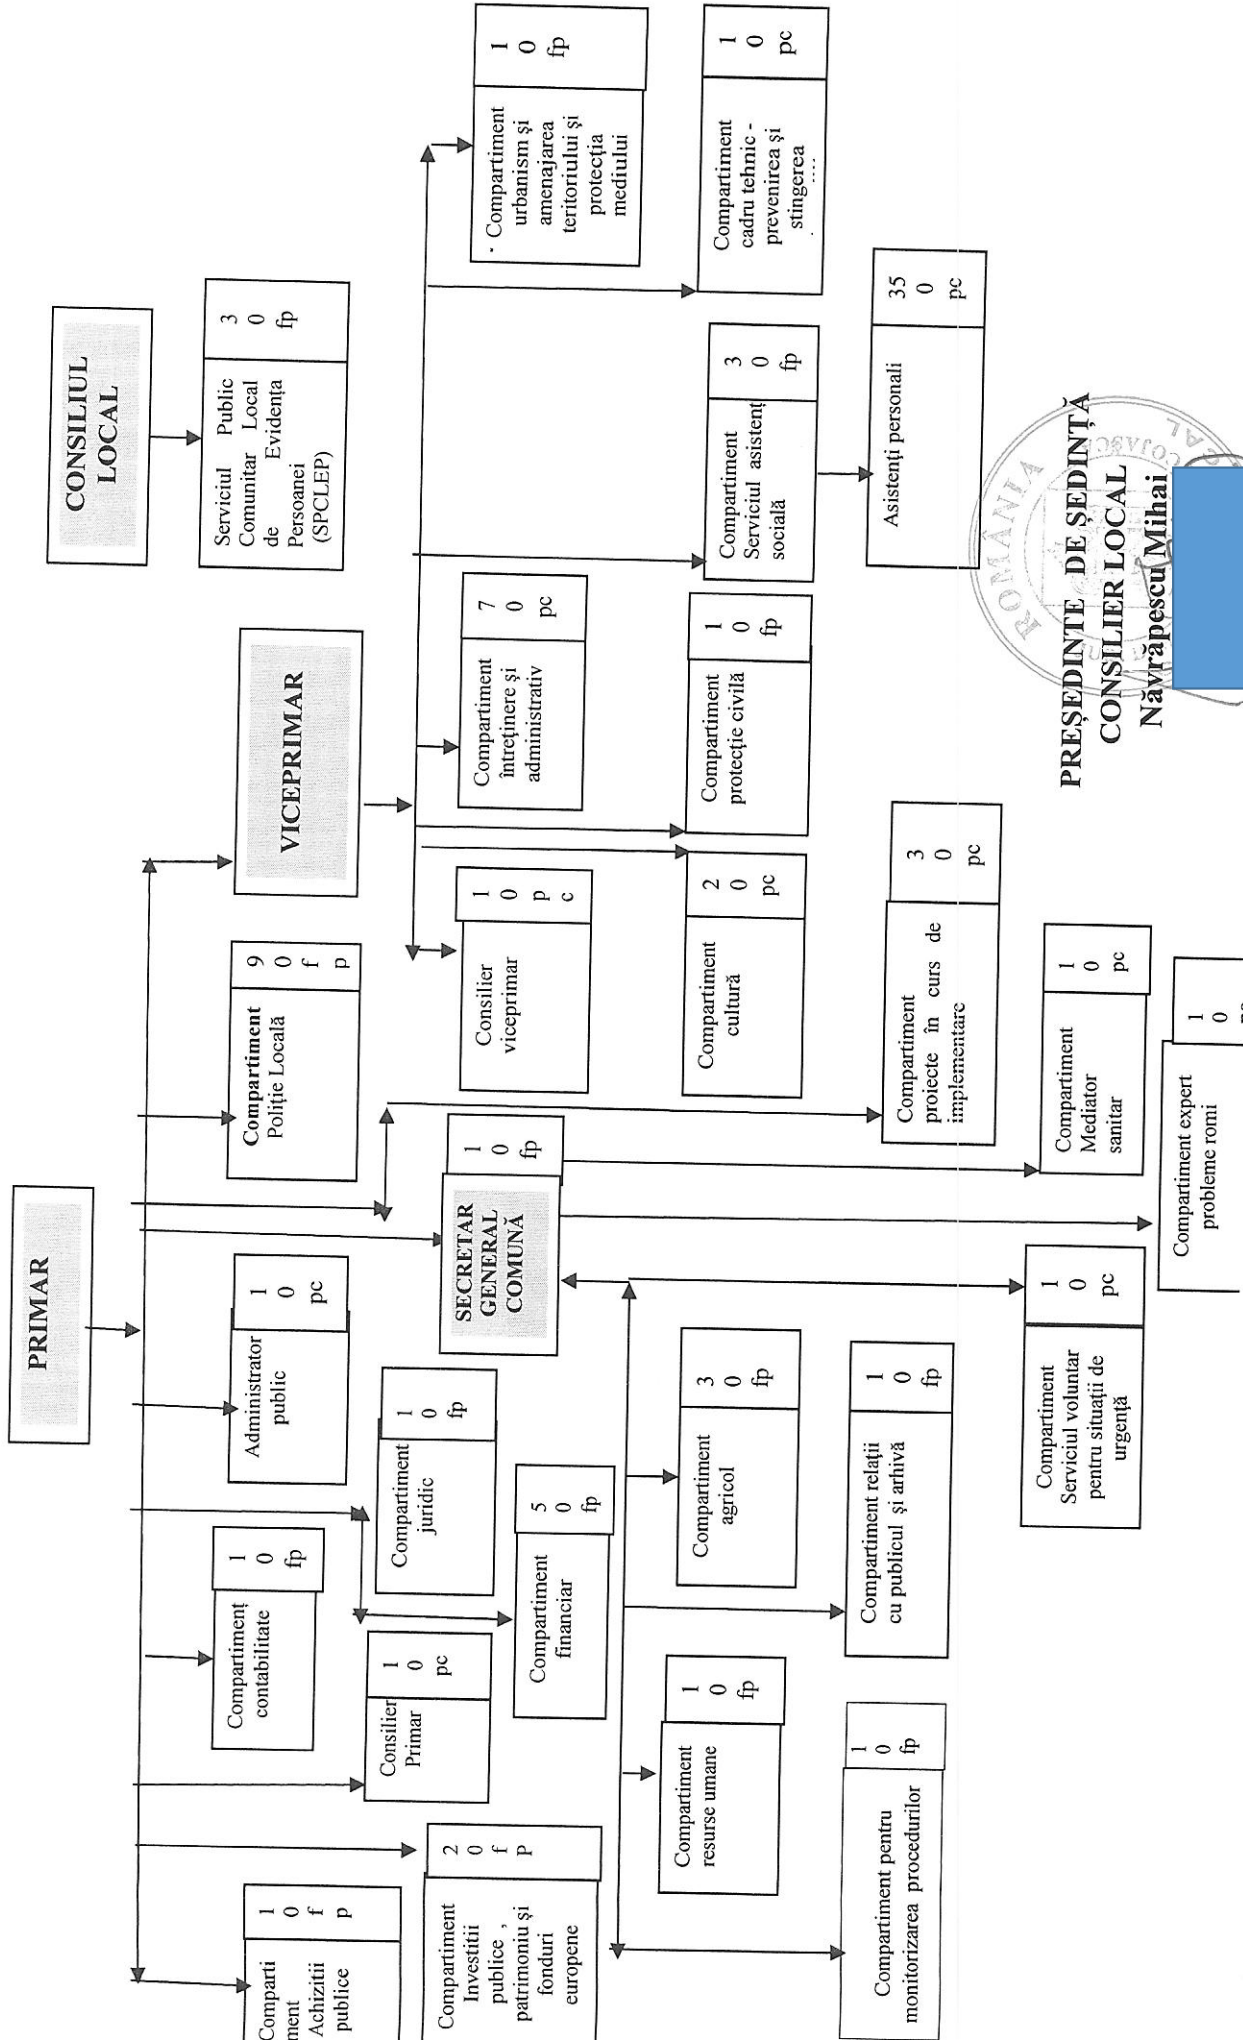 PRIMAR
CONSILIUL
LOCAL
Serviciul Public
Comunitar Local
de Evidența
Persoanei
(SPCLEP)
3
0
fp
VICEPRIMAR
Comparti
ment
Achizitii
publice
1
0
f
p
Compartiment
contabilitate
1
0
fp
Administrator
public
1
0
pc
Compartiment
Poliție Locală
9
0
f
p
Compartiment
Investitii
publice ,
patrimoniu și
fonduri
europene
2
0
f
p
Consilier
Primar
1
0
pc
Compartiment
juridic
1
0
fp
Compartiment
financiar
5
0
fp
SECRETAR
GENERAL
COMUNĂ
1
0
fp
Consilier
viceprimar
1
0
p
c
Compartiment
întreținere și
administrativ
7
0
pc
Compartiment
urbanism și
amenajarea
teritoriului și
protecția
mediului
1
0
fp
Compartiment
resurse umane
1
0
fp
Compartiment
agricol
3
0
fp
Compartiment
cultură
2
0
pc
Compartiment
protecție civilă
1
0
fp
Compartiment
Serviciul asistenț
socială
3
0
fp
Compartiment
cadru tehnic -
prevenirea și
stingerea
1
0
pc
Compartiment pentru
monitorizarea procedurilor
1
0
fp
Compartiment relații
cu publicul și arhivă
1
0
fp
Compartiment
proiecte în curs de
implementare
3
0
pc
Asistenți personali
35
0
pc
Compartiment
Serviciul voluntar
pentru situații de
urgență
1
0
pc
Compartiment
Mediator
sanitar
1
0
pc
Compartiment expert
probleme romi
1
0
PREȘEDINTE DE ȘEDINȚĂ
CONSILIER LOCAL
Năvrăpescu Mihai
ROMÂNIA